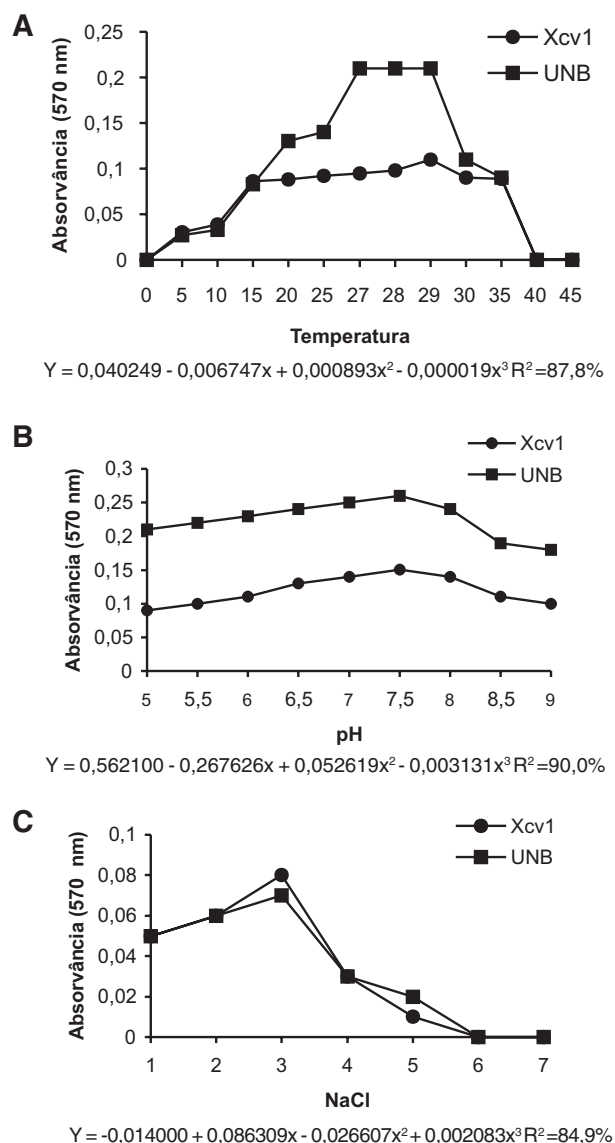 A
Absorvância (570 nm)
0,25
0,2
0,15
0,1
0,05
0
Xcv1
UNB
0 5 10 15 20 25 27 28 29 30 35 40 45
Temperatura
Y = 0,040249 - 0,006747x + 0,000893x² - 0,000019x³ R²=87,8%
B
Absorvância (570 nm)
0,3
0,25
0,2
0,15
0,1
0,05
0
Xcv1
UNB
5 5,5 6 6,5 7 7,5 8 8,5 9
pH
Y = 0,562100 - 0,267626x + 0,052619x² - 0,003131x³ R²=90,0%
C
Absorvância (570 nm)
0,1
0,08
0,06
0,04
0,02
0
Xcv1
UNB
1 2 3 4 5 6 7
NaCl
Y = -0,014000 + 0,086309x - 0,026607x² + 0,002083x³ R²=84,9%